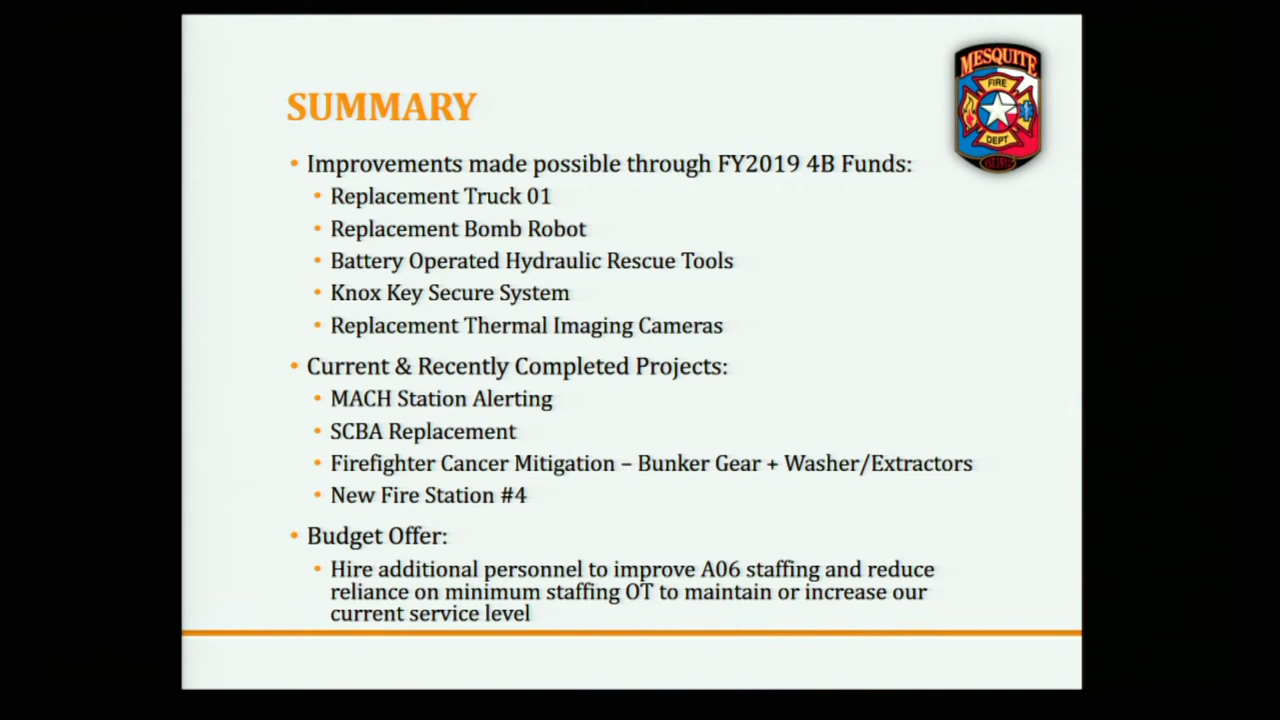 MESQUITE
FIRE
DEPT
SUMMARY
• Improvements made possible through FY2019 4B Funds:
• Replacement Truck 01
• Replacement Bomb Robot
• Battery Operated Hydraulic Rescue Tools
• Knox Key Secure System
• Replacement Thermal Imaging Cameras
• Current & Recently Completed Projects:
• MACH Station Alerting
• SCBA Replacement
• Firefighter Cancer Mitigation – Bunker Gear + Washer/Extractors
• New Fire Station #4
• Budget Offer:
• Hire additional personnel to improve A06 staffing and reduce
reliance on minimum staffing OT to maintain or increase our
current service level